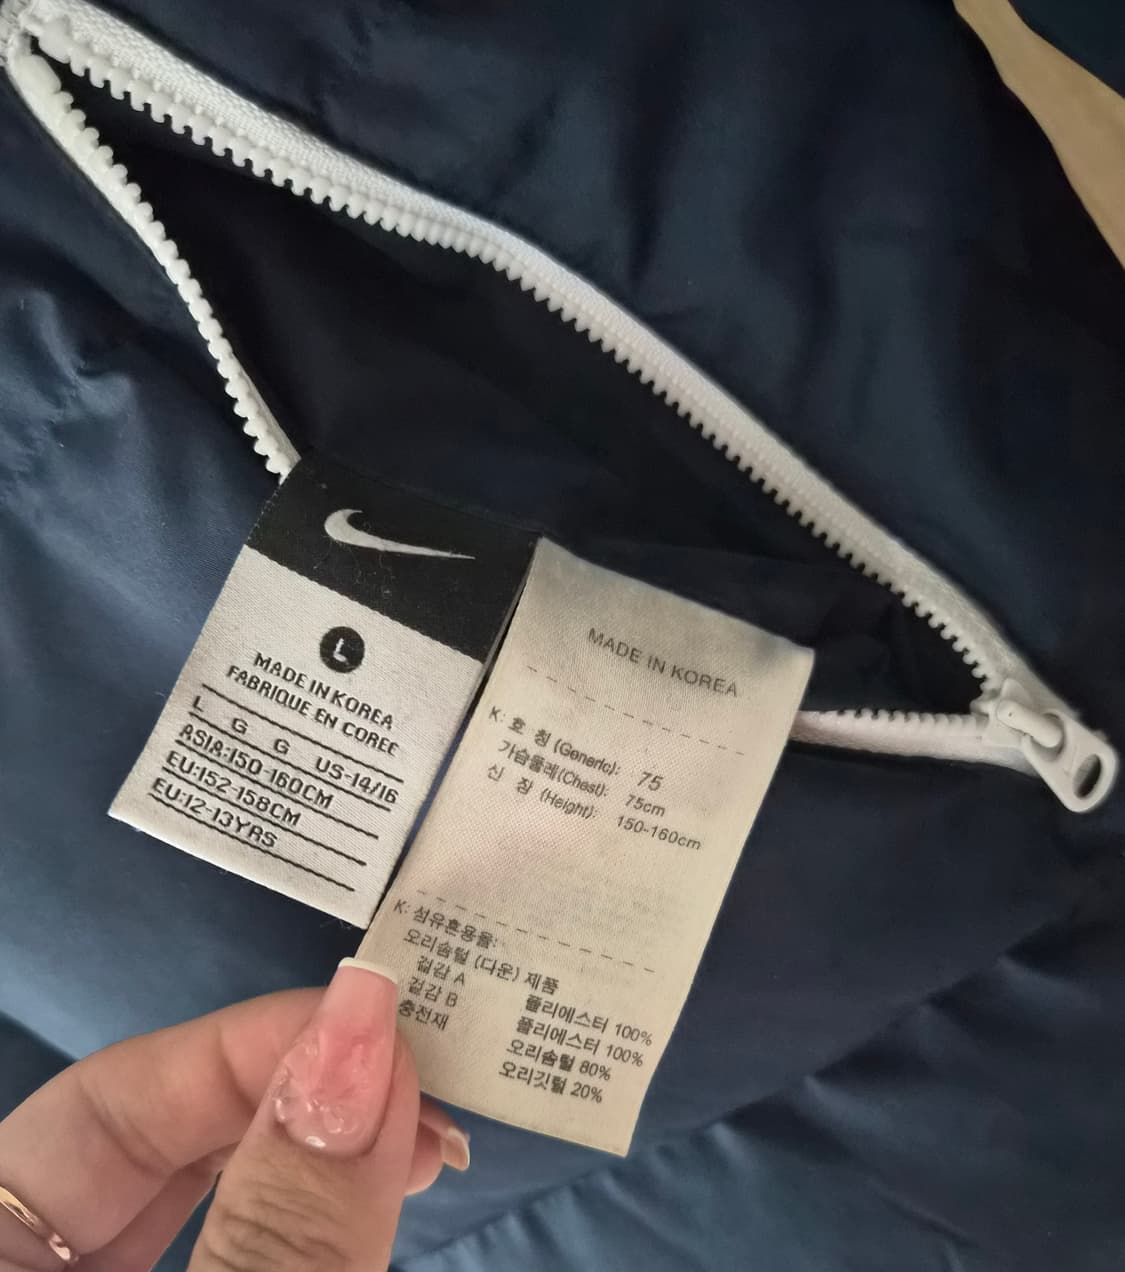 L
MADE IN KOREA
FABRIQUE EN COREE
L G G US-14/16
ASIA:150-160CM
EU:152-158CM
EU:12-13YRS
MADE IN KOREA
K: 호 칭 (Generic): 75
가슴둘레(Chest): 75cm
신 장 (Height): 150-160cm
K: 섬유혼용율:
오리솜털 (다운) 제품
겉감 A 폴리에스터 100%
겉감 B 폴리에스터 100%
충전재 오리솜털 80%
오리깃털 20%